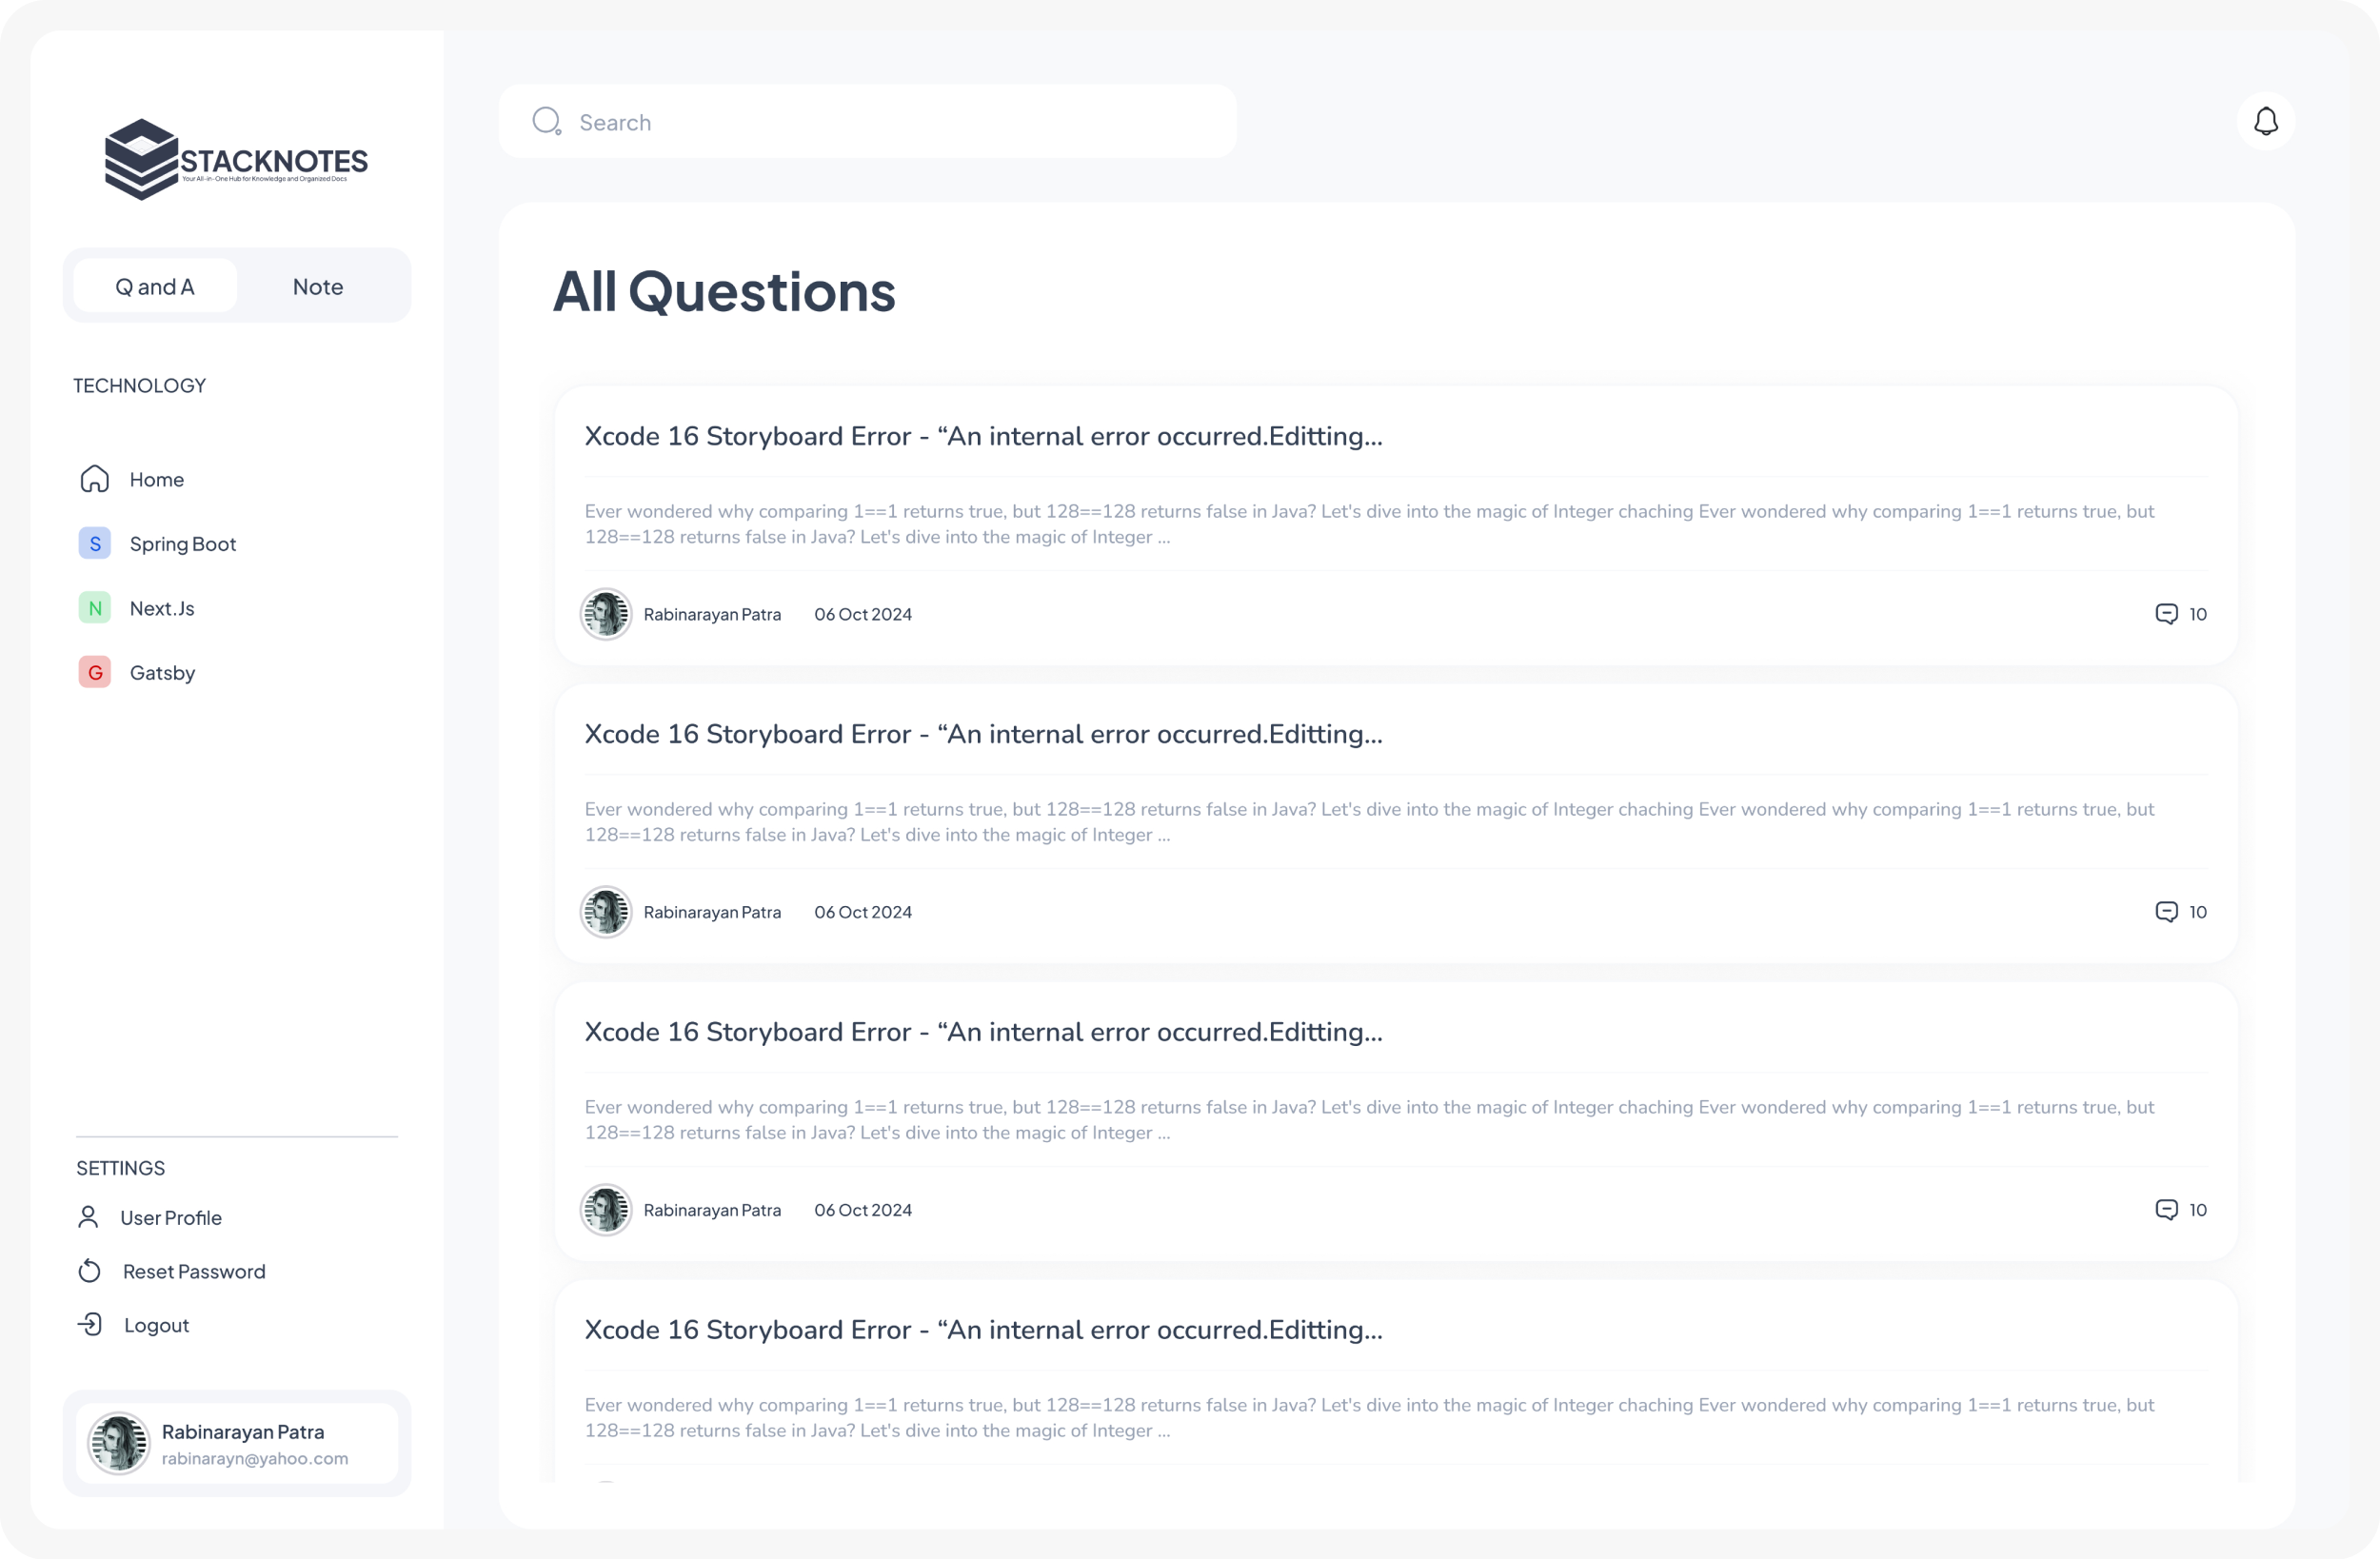 STACKNOTES
Your All-in-One Hub for Knowledge and Organized Docs
Q and A
Note
TECHNOLOGY
Home
S Spring Boot
N Next.Js
G Gatsby
SETTINGS
User Profile
Reset Password
Logout
Rabinarayan Patra
rabinarayn@yahoo.com
Search
All Questions
Xcode 16 Storyboard Error - “An internal error occurred.Editting...
Ever wondered why comparing 1==1 returns true, but 128==128 returns false in Java? Let's dive into the magic of Integer chaching Ever wondered why comparing 1==1 returns true, but
128==128 returns false in Java? Let's dive into the magic of Integer ...
Rabinarayan Patra 06 Oct 2024 10
Xcode 16 Storyboard Error - “An internal error occurred.Editting...
Ever wondered why comparing 1==1 returns true, but 128==128 returns false in Java? Let's dive into the magic of Integer chaching Ever wondered why comparing 1==1 returns true, but
128==128 returns false in Java? Let's dive into the magic of Integer ...
Rabinarayan Patra 06 Oct 2024 10
Xcode 16 Storyboard Error - “An internal error occurred.Editting...
Ever wondered why comparing 1==1 returns true, but 128==128 returns false in Java? Let's dive into the magic of Integer chaching Ever wondered why comparing 1==1 returns true, but
128==128 returns false in Java? Let's dive into the magic of Integer ...
Rabinarayan Patra 06 Oct 2024 10
Xcode 16 Storyboard Error - “An internal error occurred.Editting...
Ever wondered why comparing 1==1 returns true, but 128==128 returns false in Java? Let's dive into the magic of Integer chaching Ever wondered why comparing 1==1 returns true, but
128==128 returns false in Java? Let's dive into the magic of Integer ...